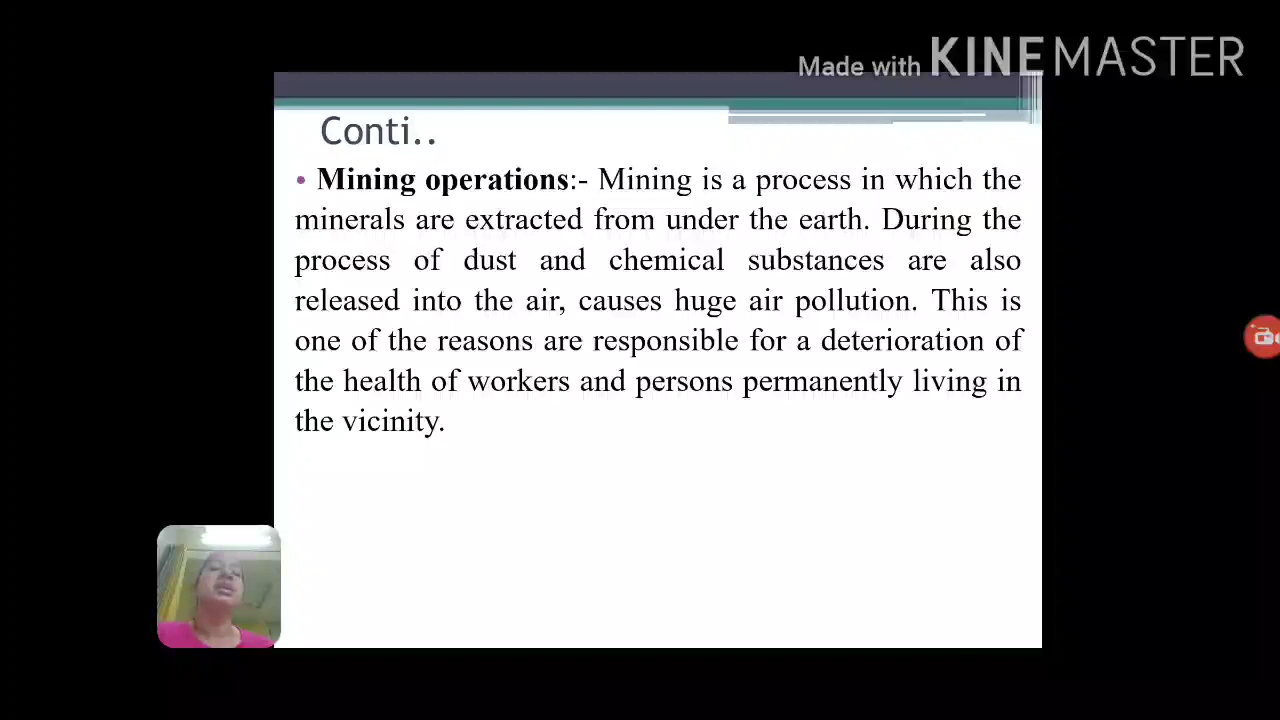 Made with KINEMASTER
Conti..
• Mining operations:- Mining is a process in which the
minerals are extracted from under the earth. During the
process of dust and chemical substances are also
released into the air, causes huge air pollution. This is
one of the reasons are responsible for a deterioration of
the health of workers and persons permanently living in
the vicinity.